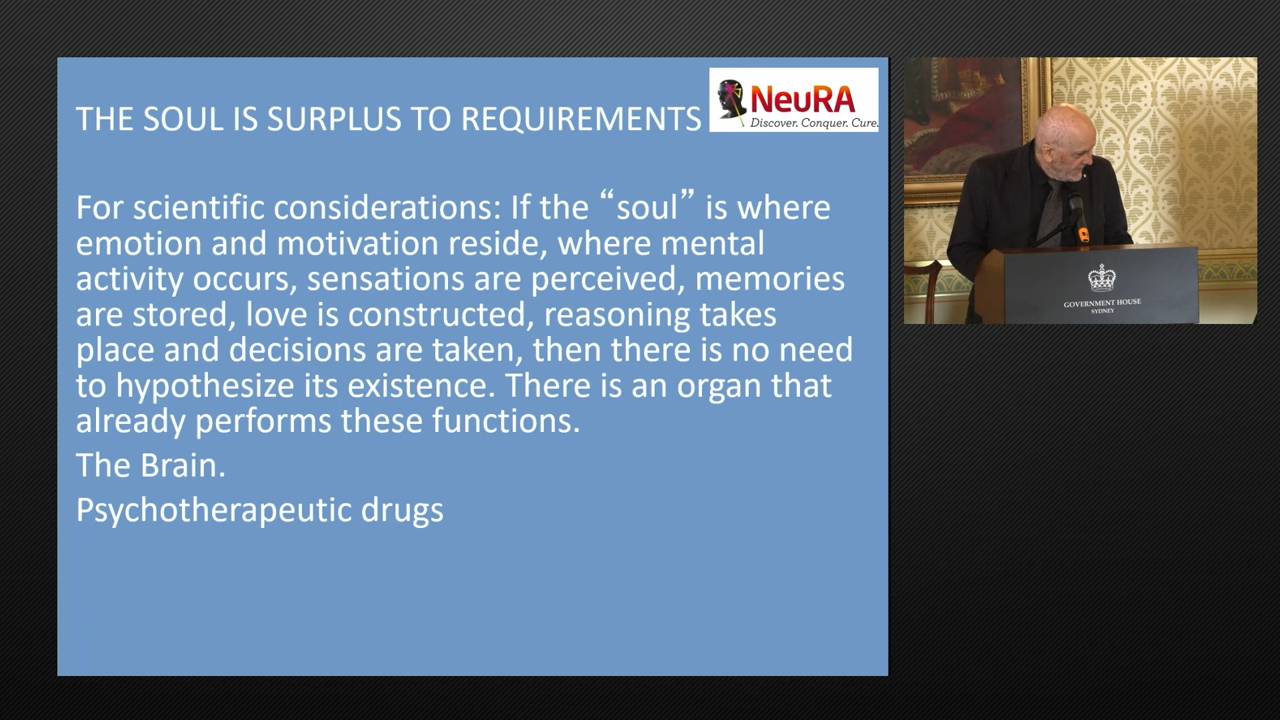 THE SOUL IS SURPLUS TO REQUIREMENTS
NeuRA
Discover. Conquer. Cure.
For scientific considerations: If the “soul” is where
emotion and motivation reside, where mental
activity occurs, sensations are perceived, memories
are stored, love is constructed, reasoning takes
place and decisions are taken, then there is no need
to hypothesize its existence. There is an organ that
already performs these functions.
The Brain.
Psychotherapeutic drugs
GOVERNMENT HOUSE
SYDNEY